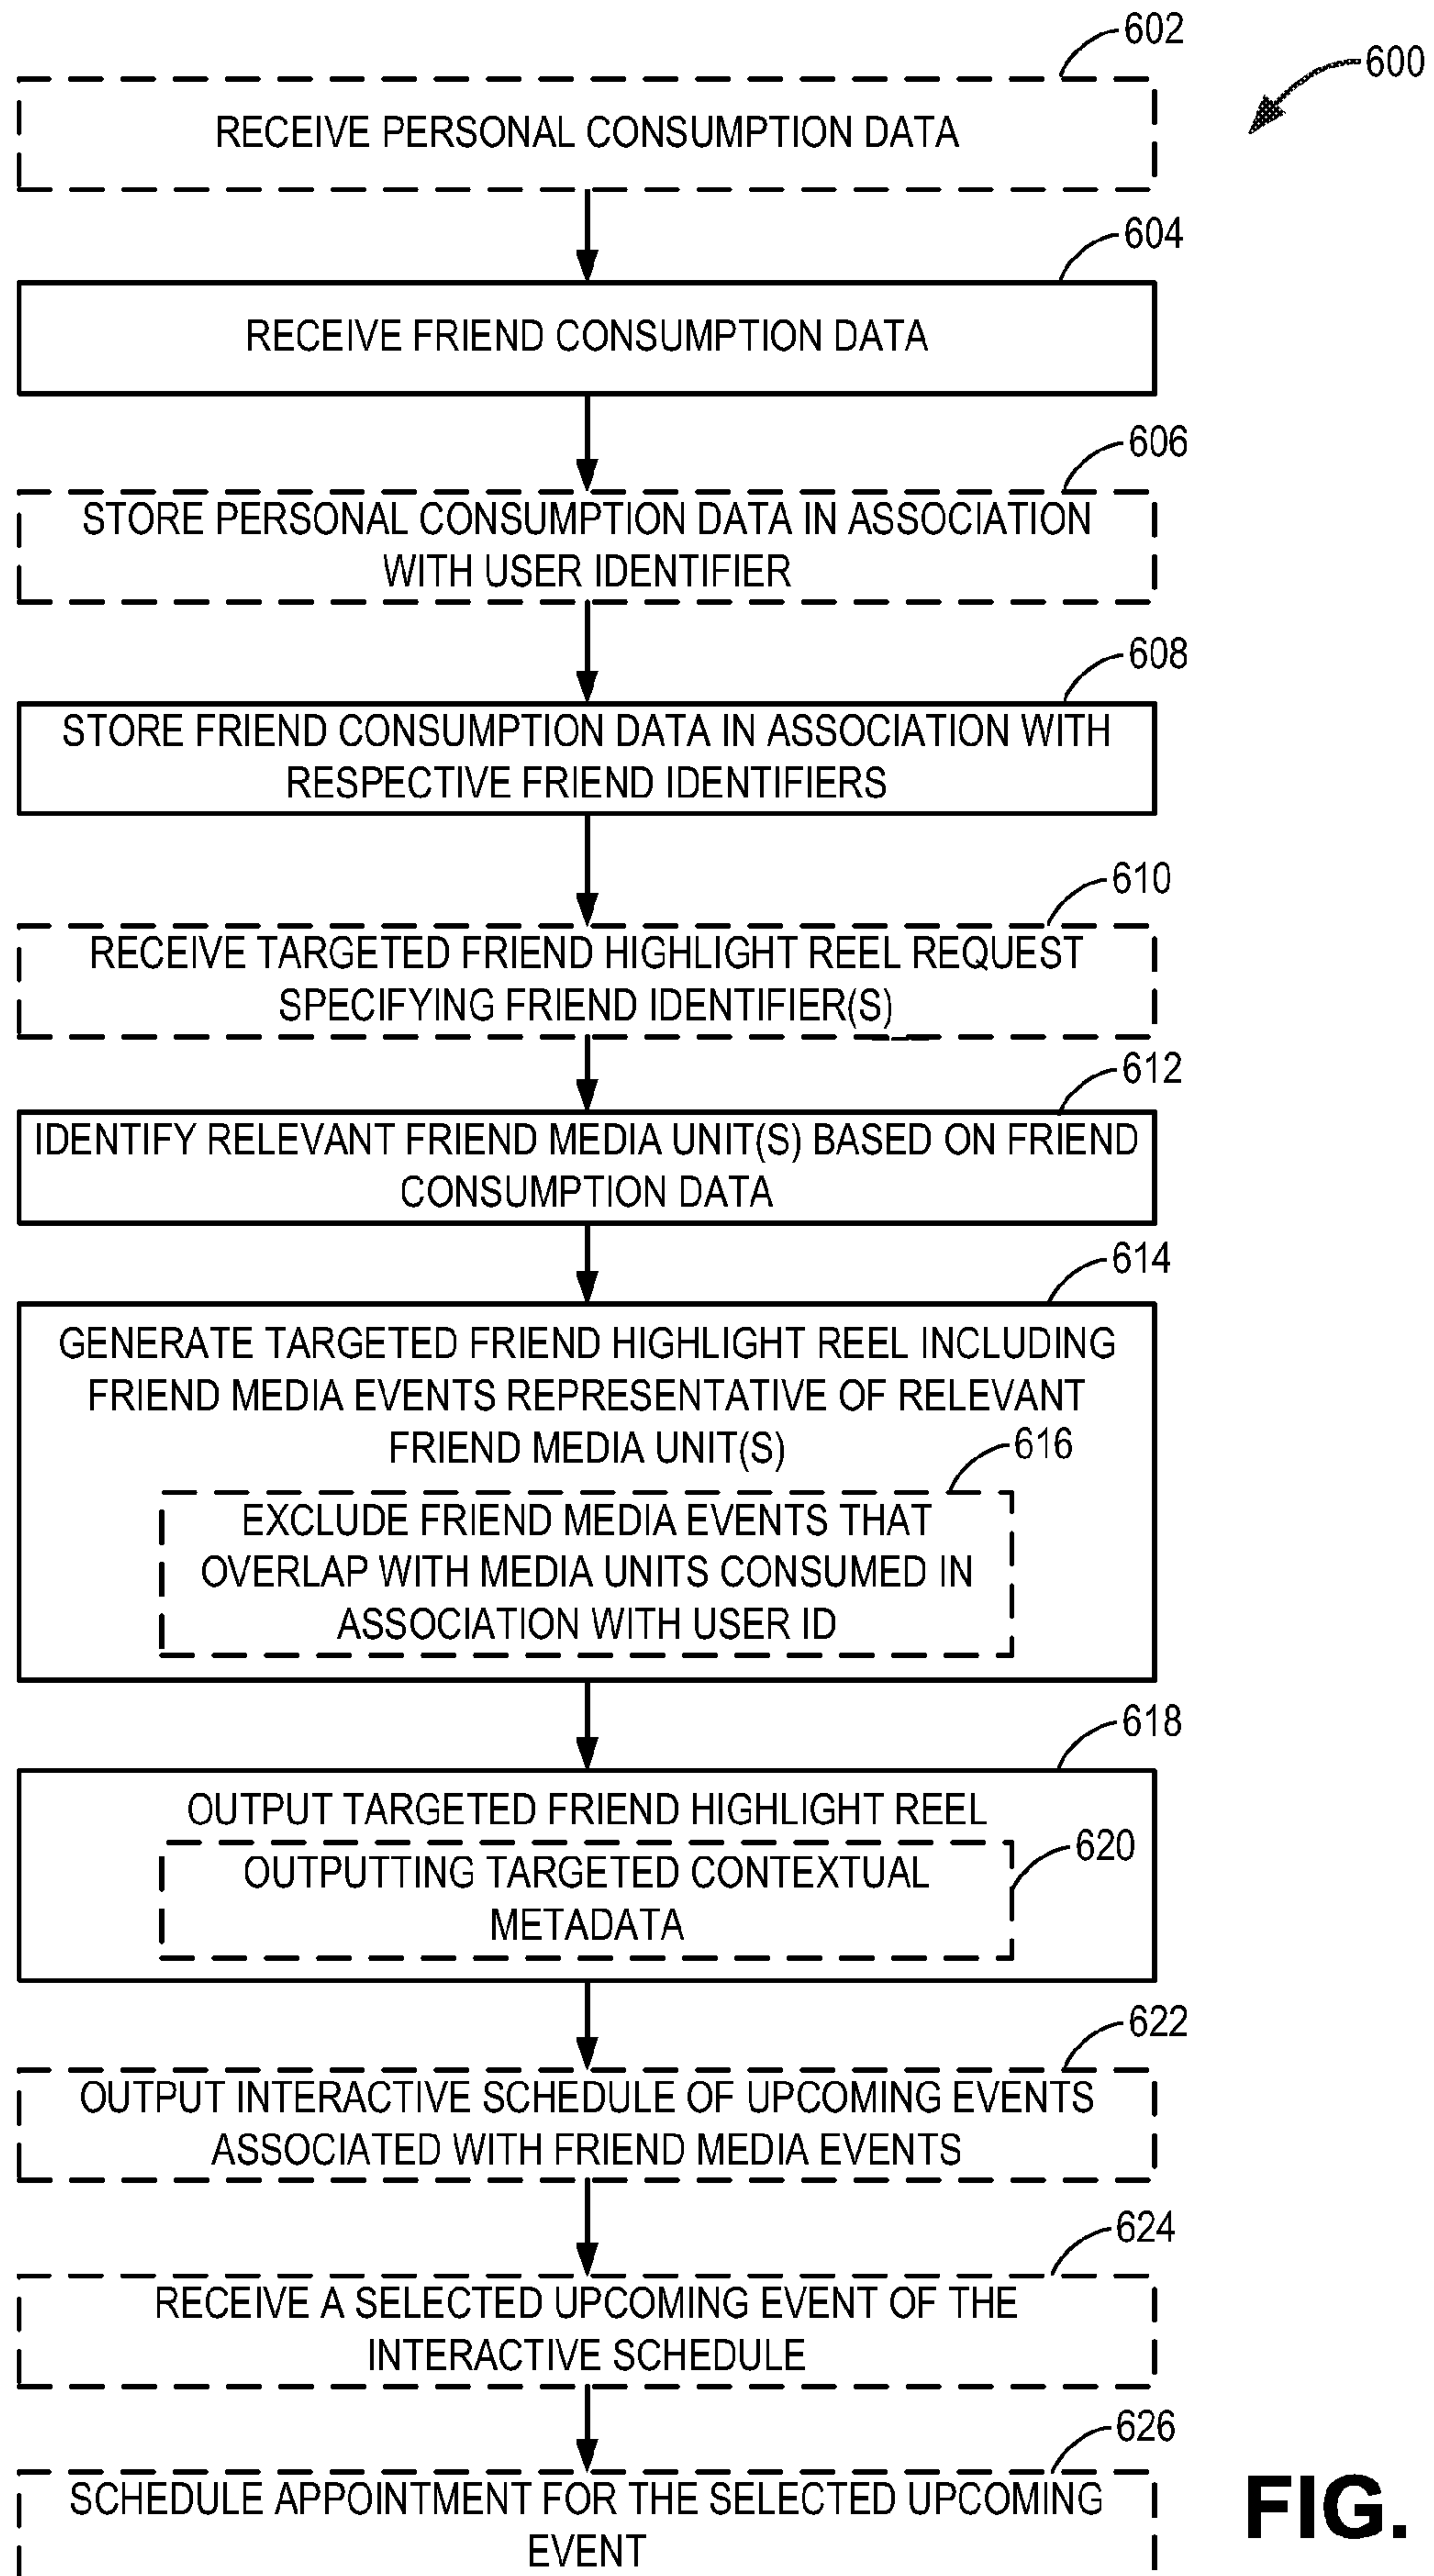 602
600
RECEIVE PERSONAL CONSUMPTION DATA
604
RECEIVE FRIEND CONSUMPTION DATA
606
STORE PERSONAL CONSUMPTION DATA IN ASSOCIATION
WITH USER IDENTIFIER
608
STORE FRIEND CONSUMPTION DATA IN ASSOCIATION WITH
RESPECTIVE FRIEND IDENTIFIERS
610
RECEIVE TARGETED FRIEND HIGHLIGHT REEL REQUEST
SPECIFYING FRIEND IDENTIFIER(S)
612
IDENTIFY RELEVANT FRIEND MEDIA UNIT(S) BASED ON FRIEND
CONSUMPTION DATA
614
GENERATE TARGETED FRIEND HIGHLIGHT REEL INCLUDING
FRIEND MEDIA EVENTS REPRESENTATIVE OF RELEVANT
FRIEND MEDIA UNIT(S)
616
EXCLUDE FRIEND MEDIA EVENTS THAT
OVERLAP WITH MEDIA UNITS CONSUMED IN
ASSOCIATION WITH USER ID
618
OUTPUT TARGETED FRIEND HIGHLIGHT REEL
620
OUTPUTTING TARGETED CONTEXTUAL
METADATA
622
OUTPUT INTERACTIVE SCHEDULE OF UPCOMING EVENTS
ASSOCIATED WITH FRIEND MEDIA EVENTS
624
RECEIVE A SELECTED UPCOMING EVENT OF THE
INTERACTIVE SCHEDULE
626
SCHEDULE APPOINTMENT FOR THE SELECTED UPCOMING
EVENT
FIG.